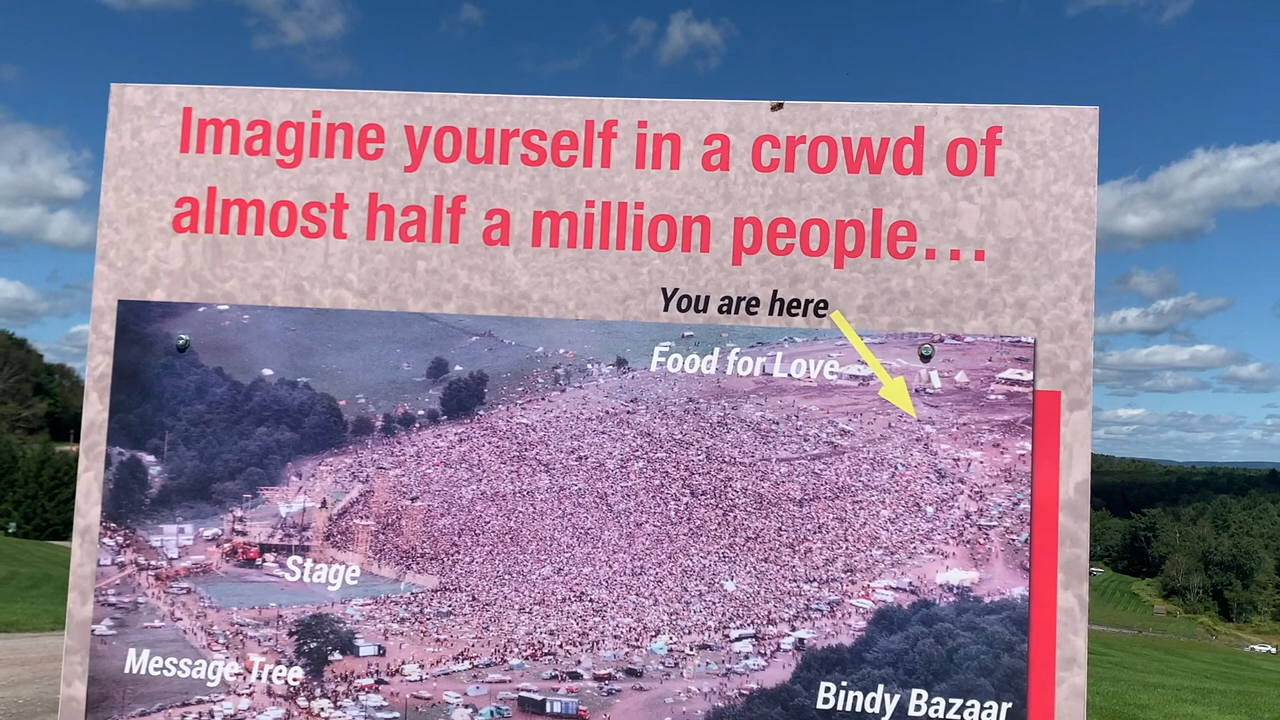 Imagine yourself in a crowd of
almost half a million people…
You are here
Food for Love
Stage
Message Tree
Bindy Bazaar